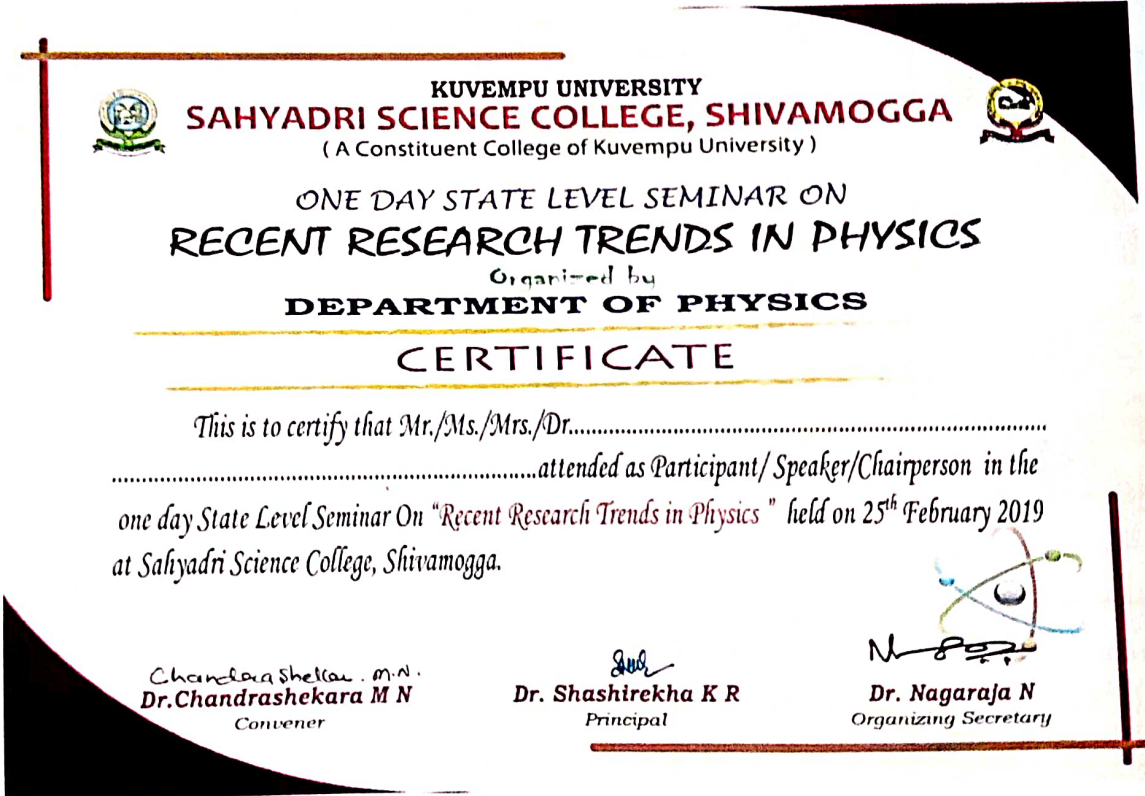 KUVEMPU UNIVERSITY
SAHYADRI SCIENCE COLLEGE, SHIVAMOGGA
( A Constituent College of Kuvempu University )
ONE DAY STATE LEVEL SEMINAR ON
RECENT RESEARCH TRENDS IN PHYSICS
Organized by
DEPARTMENT OF PHYSICS
CERTIFICATE
This is to certify that Mr./Ms./Mrs./Dr..................................................................................................
.......................................................................................attended as Participant/ Speaker/Chairperson in the
one day State Level Seminar On "Recent Research Trends in Physics " held on 25th February 2019
at Sahyadri Science College, Shivamogga.
Chandrashekar. M.N.
Dr.Chandrashekara M N
Convener
Dr. Shashirekha K R
Principal
Dr. Nagaraja N
Organizing Secretary